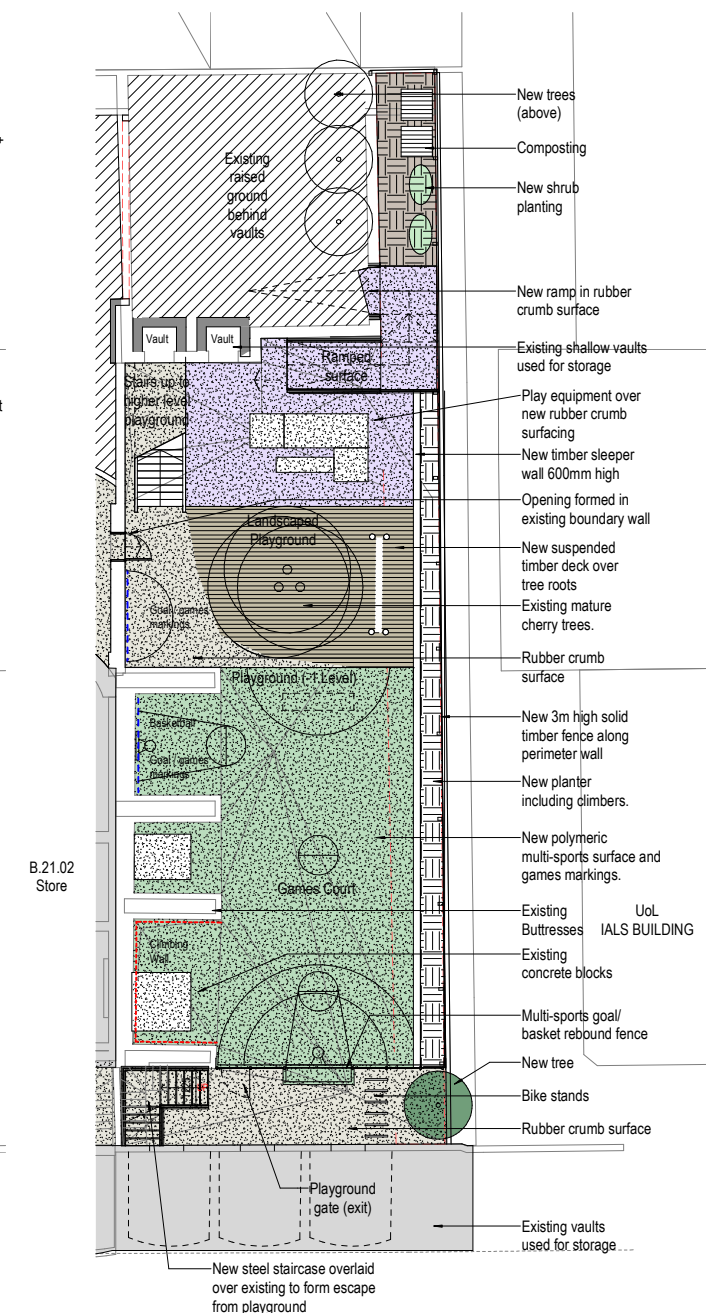 New trees
(above)
Composting
New shrub
planting
Existing
raised
ground
behind
vaults
New ramp in rubber
crumb surface
Vault
Vault
Existing shallow vaults
used for storage
Ramped
surface
Stairs up to
higher level
playground
Play equipment over
new rubber crumb
surfacing
New timber sleeper
wall 600mm high
Opening formed in
existing boundary wall
Landscaped
Playground
New suspended
timber deck over
tree roots
Existing mature
cherry trees.
Goal / games
markings
Rubber crumb
surface
Playground (-1 Level)
Basketball
Goal / games
markings
New 3m high solid
timber fence along
perimeter wall
New planter
including climbers.
New polymeric
multi-sports surface and
games markings.
B.21.02
Store
Games Court
Existing
Buttresses
UoL
IALS BUILDING
Climbing
Wall
Existing
concrete blocks
Multi-sports goal/
basket rebound fence
New tree
Bike stands
Rubber crumb surface
Playground
gate (exit)
Existing vaults
used for storage
New steel staircase overlaid
over existing to form escape
from playground